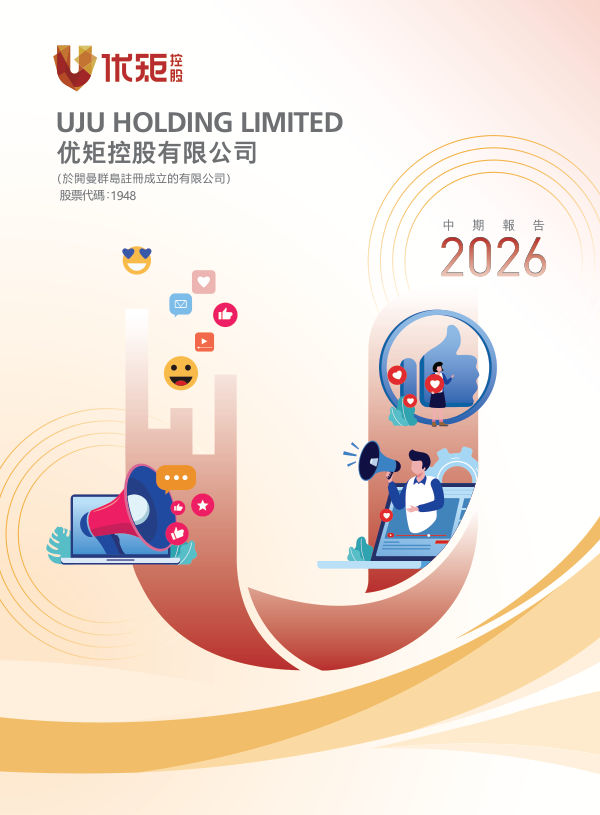 优矩控股
UJU HOLDING LIMITED
优矩控股有限公司
(於開曼群島註冊成立的有限公司)
股票代碼:1948
中期報告
2026